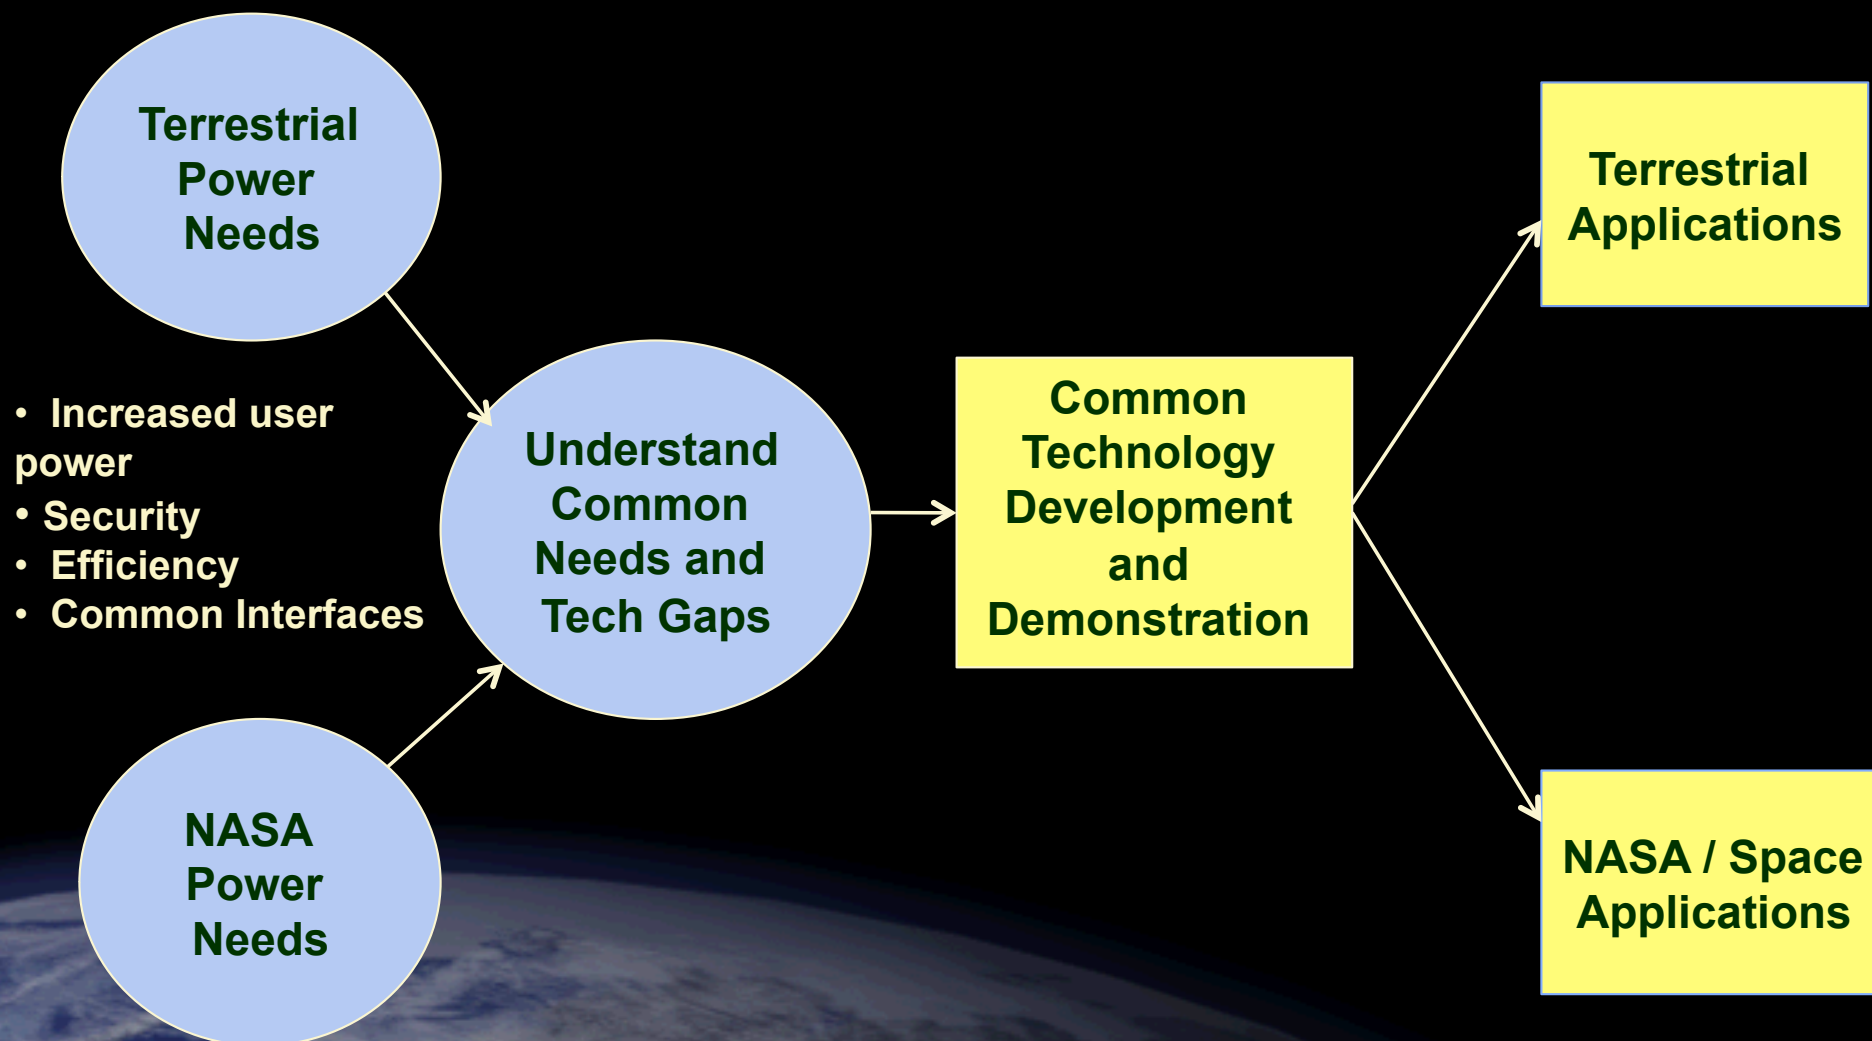 Terrestrial
Power
Needs
• Increased user
power
• Security
• Efficiency
• Common Interfaces
NASA
Power
Needs
Understand
Common
Needs and
Tech Gaps
Common
Technology
Development
and
Demonstration
Terrestrial
Applications
NASA / Space
Applications